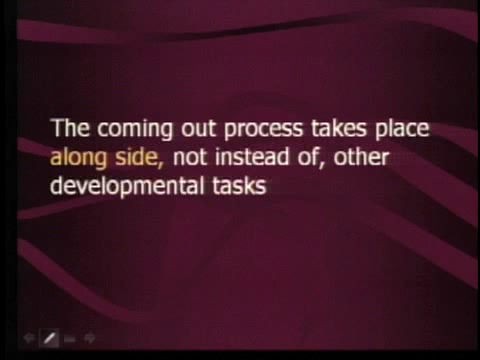 The coming out process takes place
along side, not instead of, other
developmental tasks